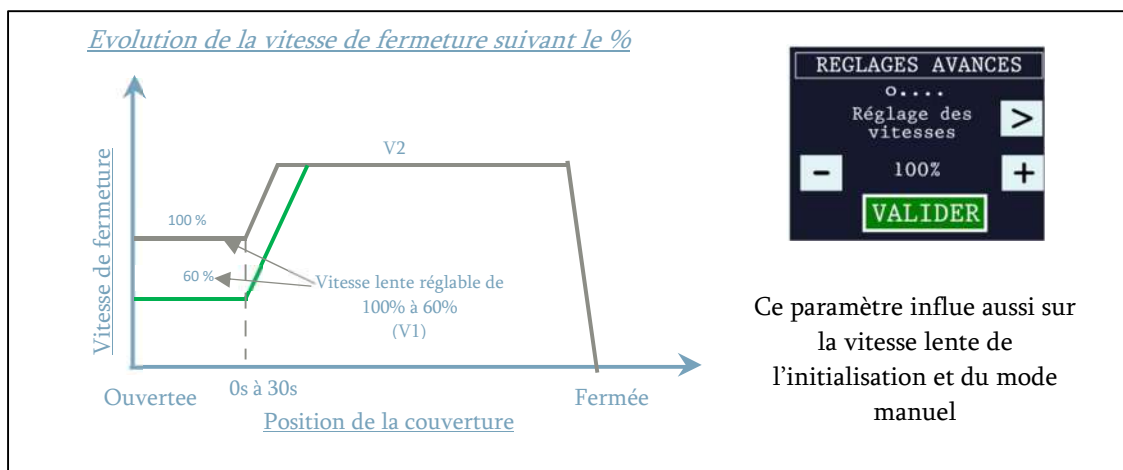 Evolution de la vitesse de fermeture suivant le %
Vitesse de fermeture
V2
100 %
60 %
Vitesse lente réglable de
100% à 60%
(V1)
0s à 30s
Ouvertee
Fermée
Position de la couverture
REGLAGES AVANCES
o....
Réglage des
vitesses
>
-
100%
+
VALIDER
Ce paramètre influe aussi sur
la vitesse lente de
l'initialisation et du mode
manuel